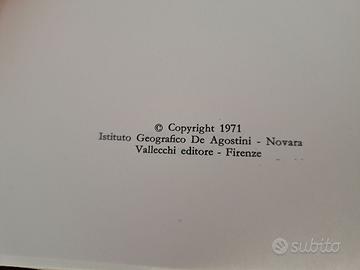 © Copyright 1971
Istituto Geografico De Agostini - Novara
Vallecchi editore - Firenze
subito